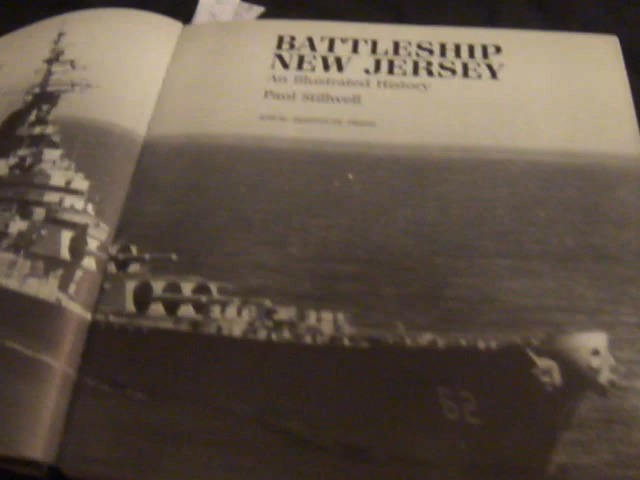 BATTLESHIP
NEW JERSEY
An Illustrated History
Paul Stillwell
62